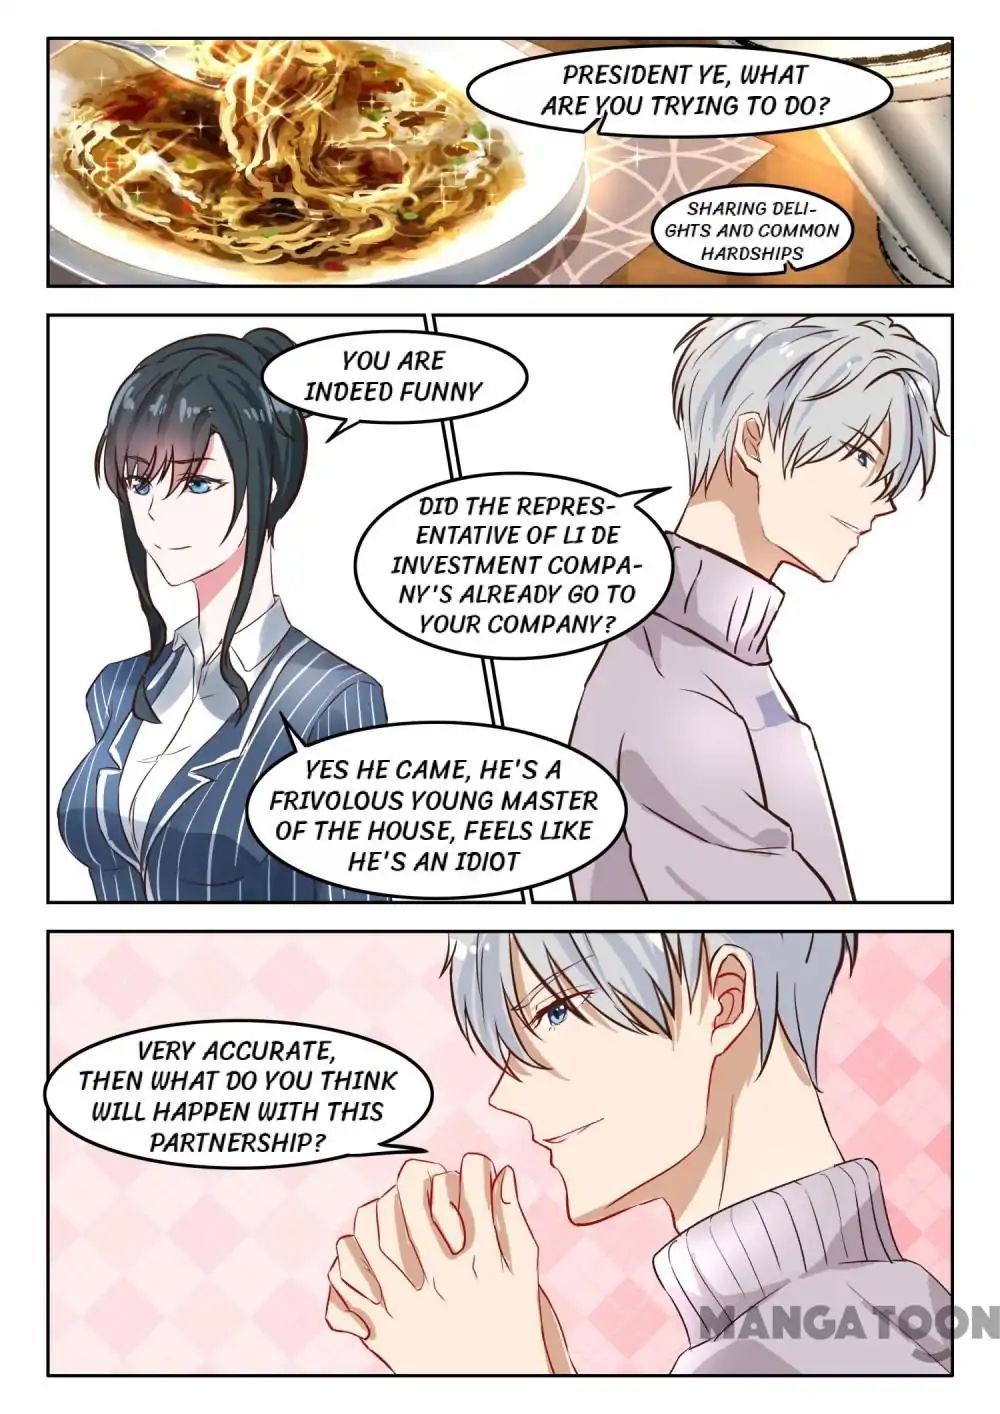 PRESIDENT YE, WHAT
ARE YOU TRYING TO DO?
SHARING DELI-
GHTS AND COMMON
HARDSHIPS
YOU ARE
INDEED FUNNY
DID THE REPRES-
ENTATIVE OF LI DE
INVESTMENT COMPA-
NY'S ALREADY GO TO
YOUR COMPANY?
YES HE CAME, HE'S A
FRIVOLOUS YOUNG MASTER
OF THE HOUSE, FEELS LIKE
HE'S AN IDIOT
VERY ACCURATE,
THEN WHAT DO YOU THINK
WILL HAPPEN WITH THIS
PARTNERSHIP?
MANGATOON